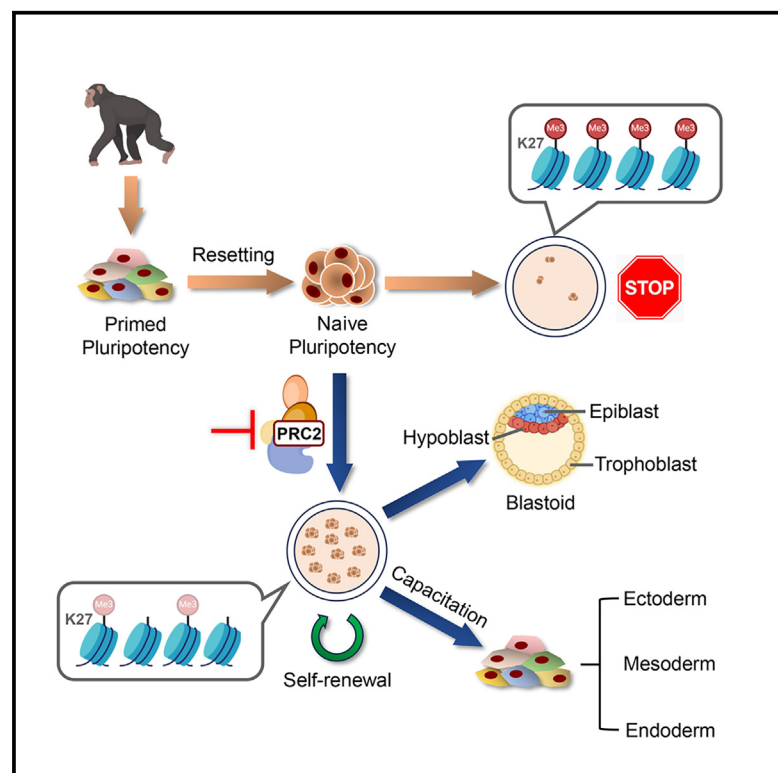 Me3 Me3 Me3 Me3
K27
Resetting
STOP
Primed
Pluripotency
Naive
Pluripotency
PRC2
Epiblast
Hypoblast
Trophoblast
Blastoid
Me3 Me3
K27
Capacitation
Self-renewal
Ectoderm
Mesoderm
Endoderm